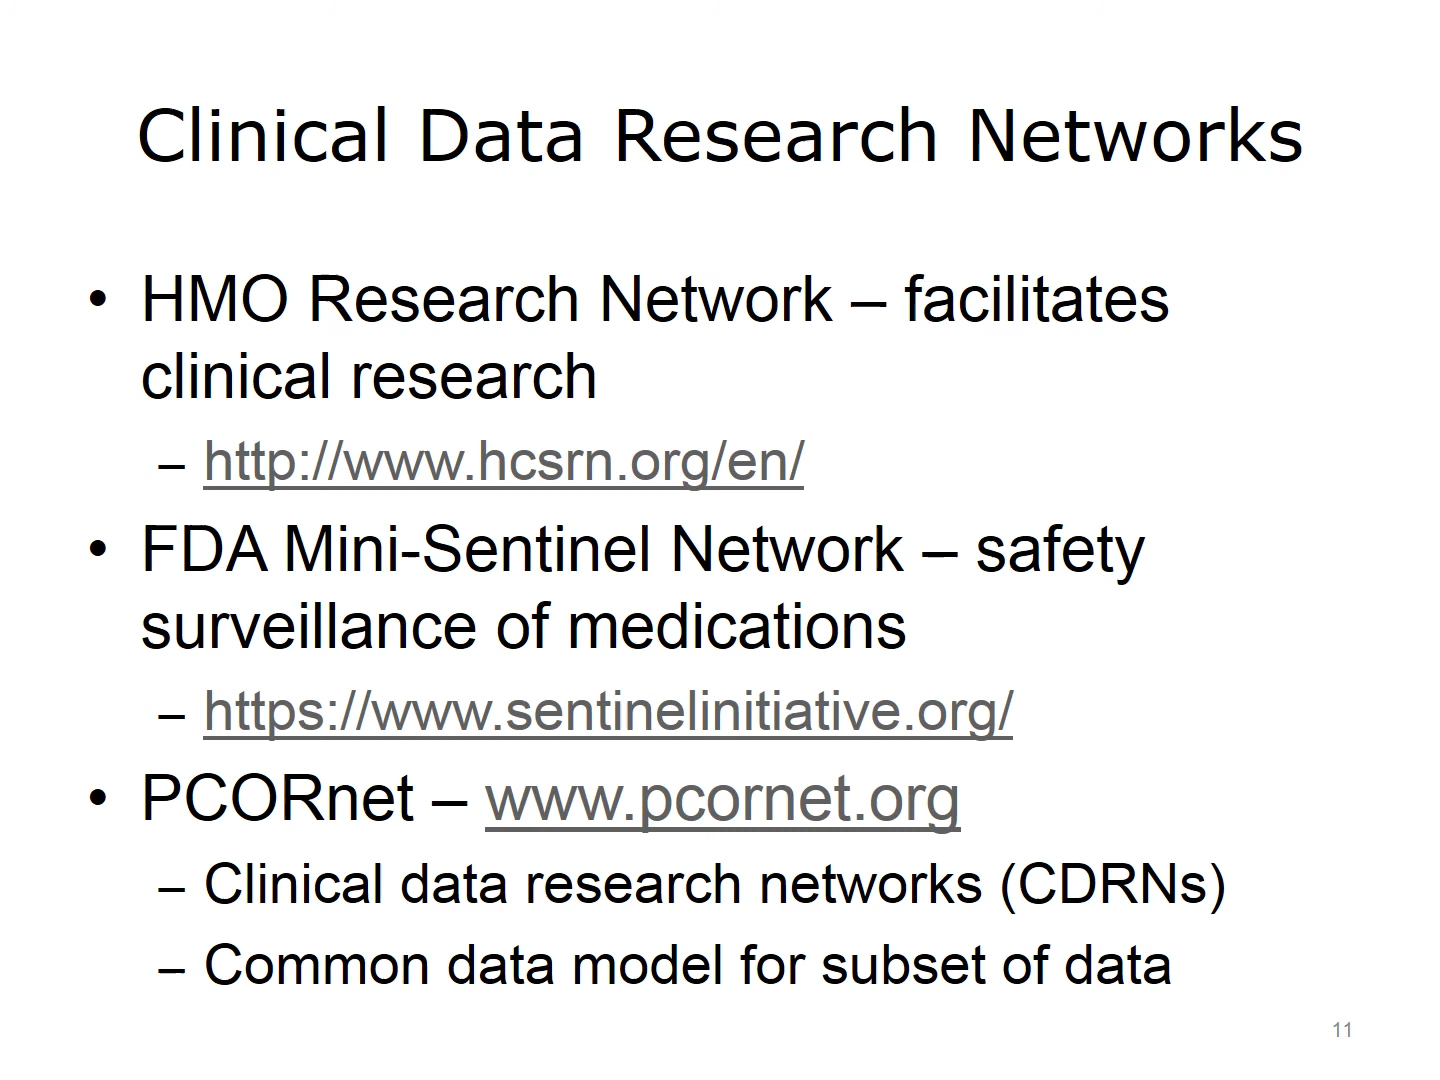 Clinical Data Research Networks
• HMO Research Network – facilitates
clinical research
– http://www.hcsrn.org/en/
• FDA Mini-Sentinel Network – safety
surveillance of medications
– https://www.sentinelinitiative.org/
• PCORnet – www.pcornet.org
– Clinical data research networks (CDRNs)
– Common data model for subset of data
11